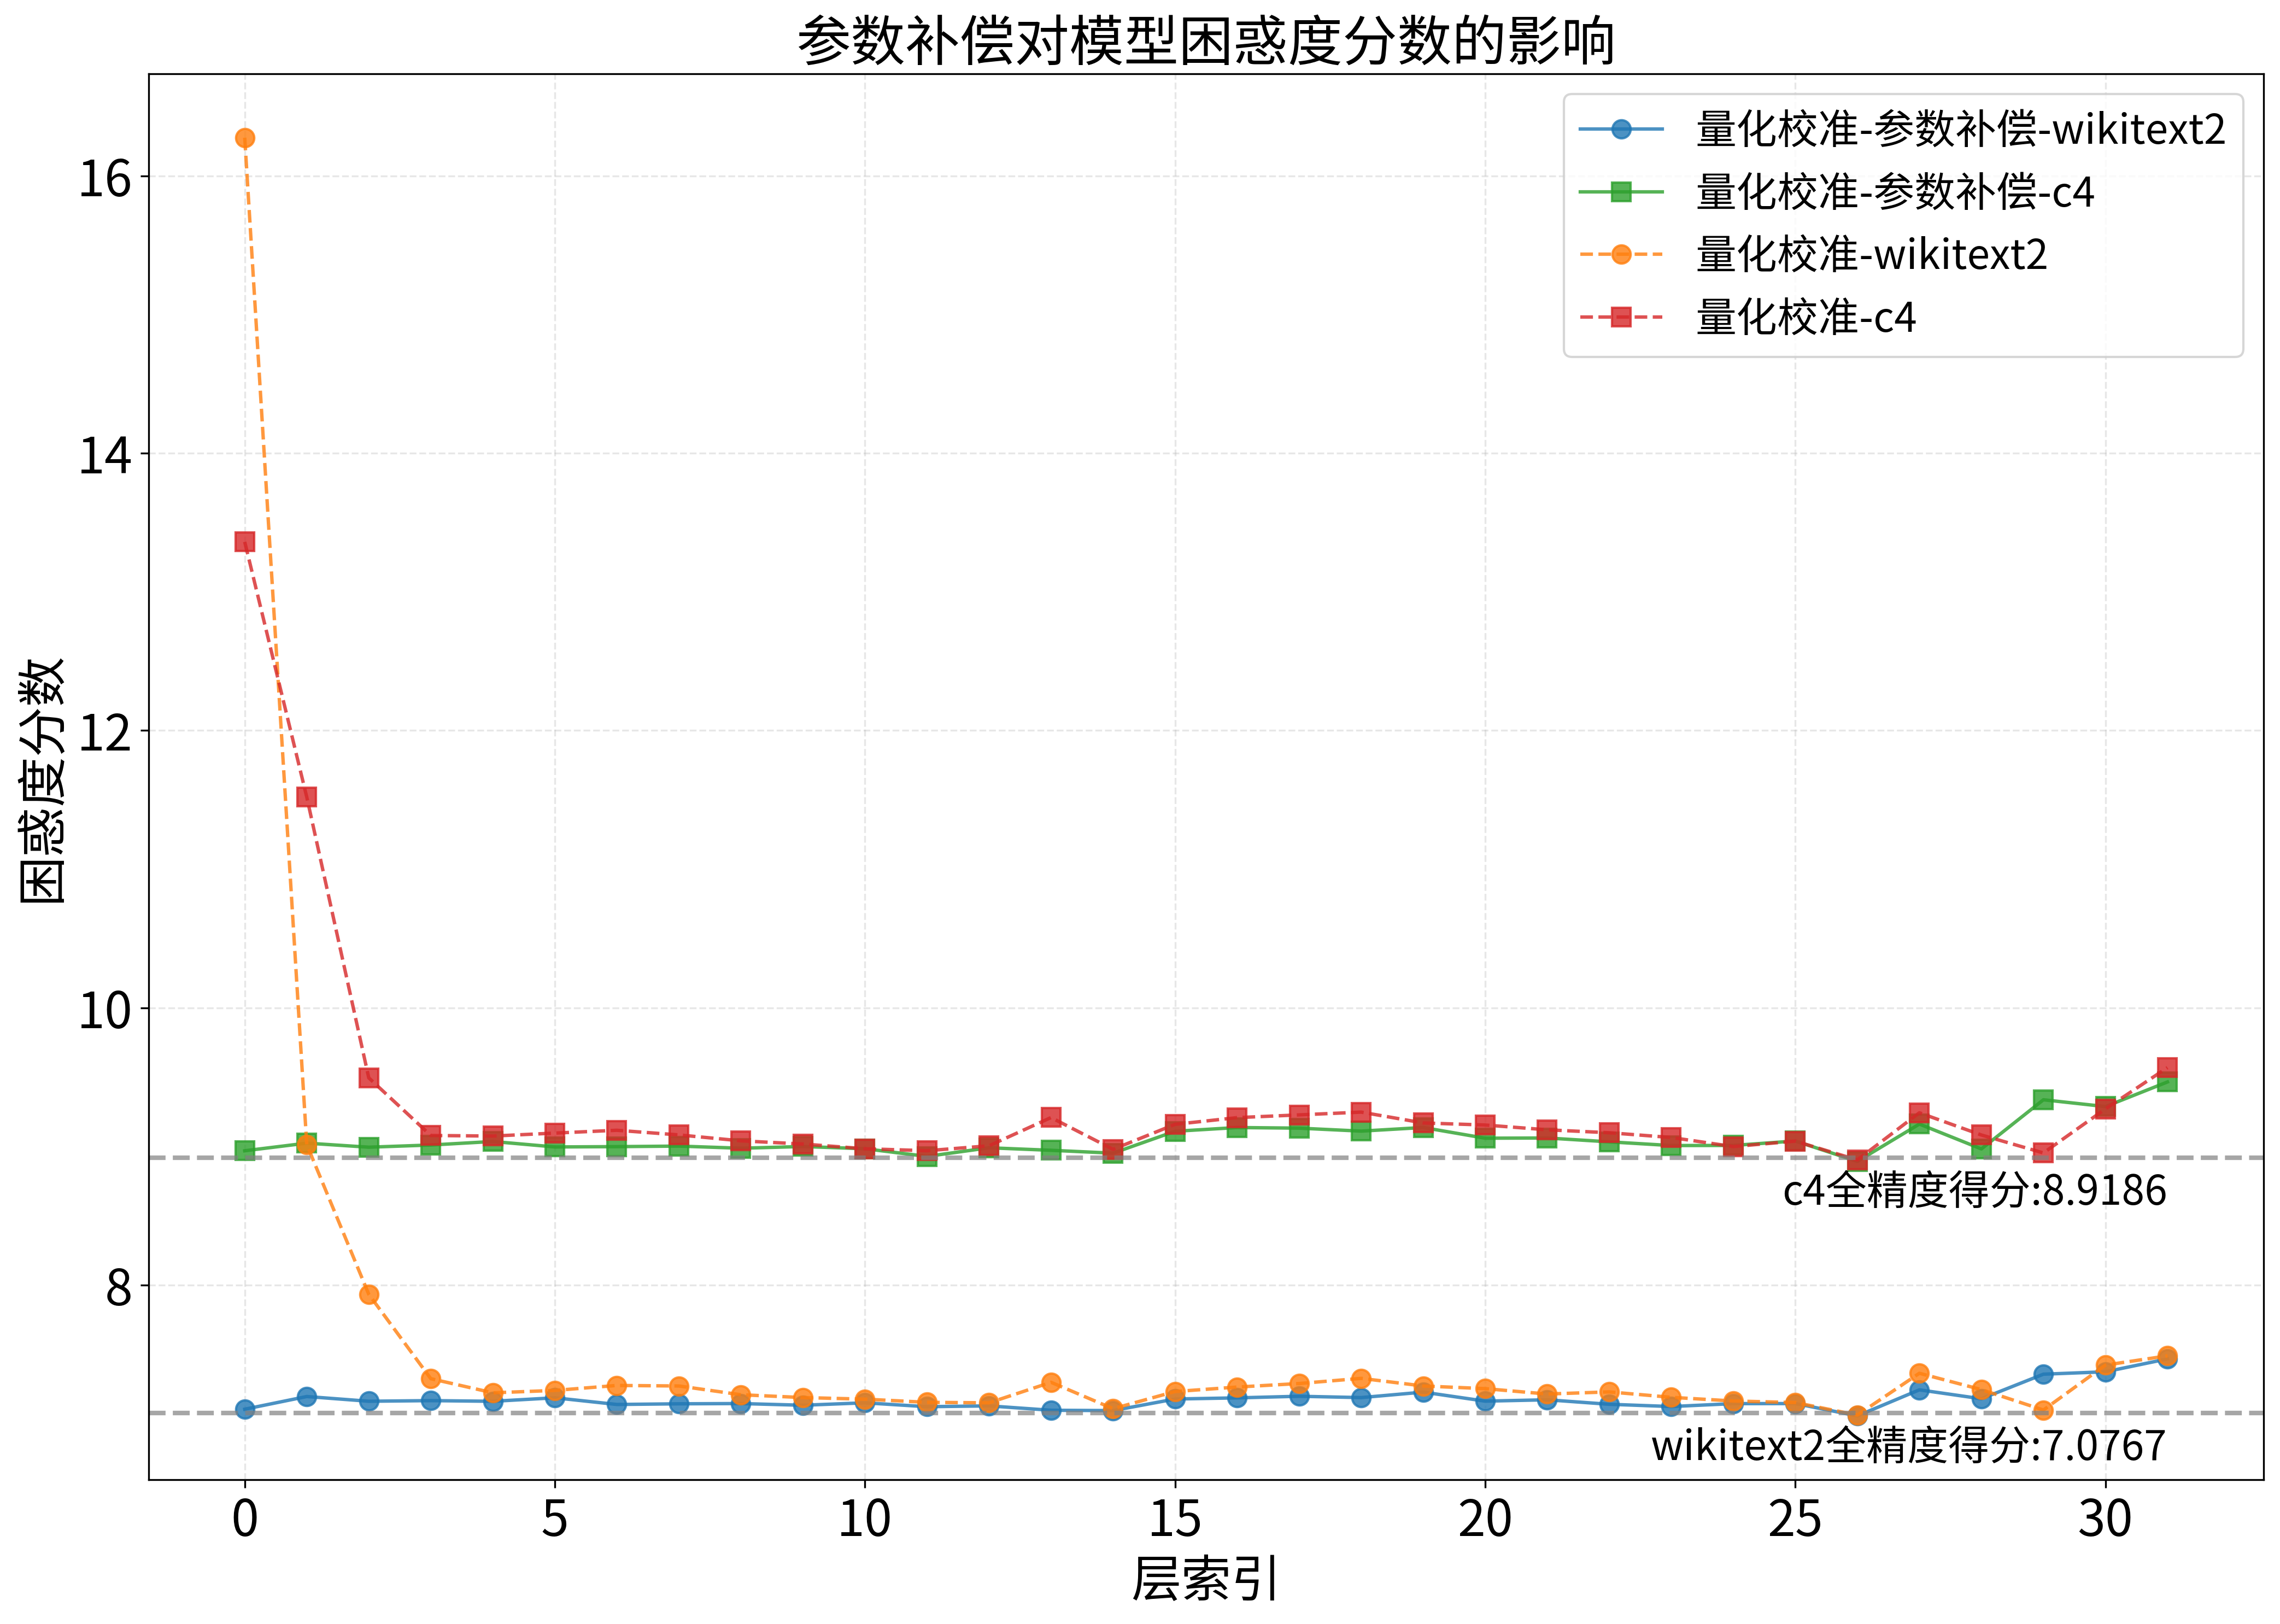 参数补偿对模型困惑度分数的影响
量化校准-参数补偿-wikitext2
量化校准-参数补偿-c4
量化校准-wikitext2
量化校准-c4
困惑度分数
16
14
12
10
8
c4全精度得分:8.9186
wikitext2全精度得分:7.0767
0 5 10 15 20 25 30
层索引